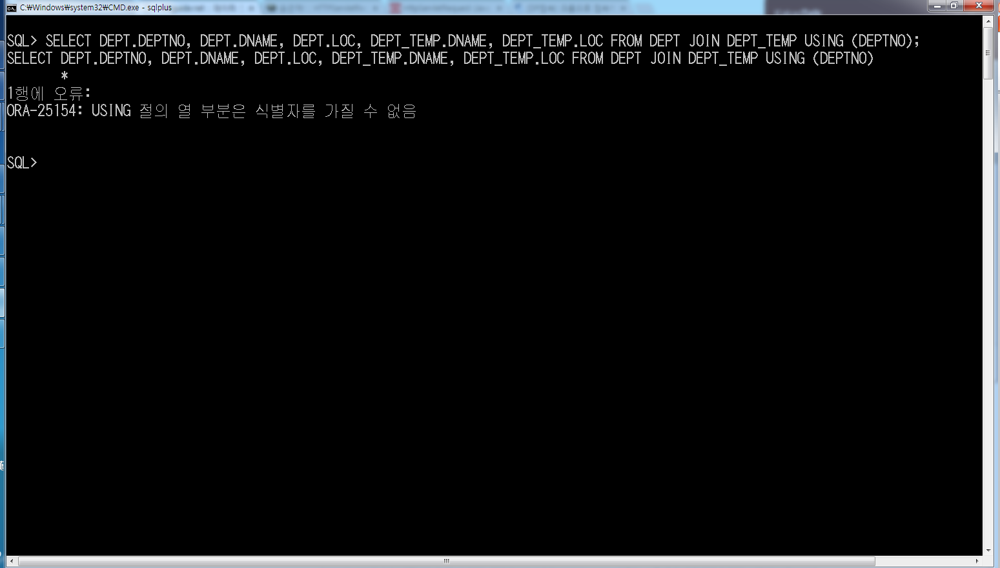 C:₩Windows₩system32₩CMD.exe - sqlplus
SQL> SELECT DEPT.DEPTNO, DEPT.DNAME, DEPT.LOC, DEPT_TEMP.DNAME, DEPT_TEMP.LOC FROM DEPT JOIN DEPT_TEMP USING (DEPTNO);
SELECT DEPT.DEPTNO, DEPT.DNAME, DEPT.LOC, DEPT_TEMP.DNAME, DEPT_TEMP.LOC FROM DEPT JOIN DEPT_TEMP USING (DEPTNO)
*
1행에 오류:
ORA-25154: USING 절의 열 부분은 식별자를 가질 수 없음
SQL>